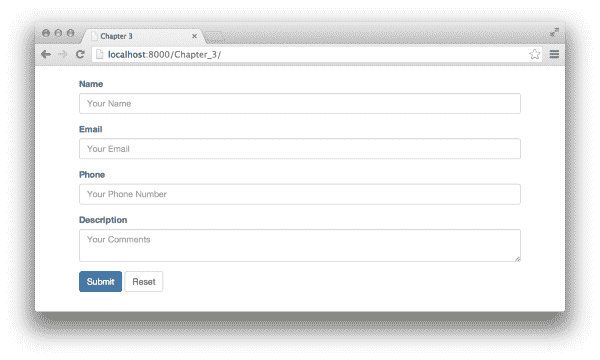 Chapter 3
localhost:8000/Chapter_3/
Name
Your Name
Email
Your Email
Phone
Your Phone Number
Description
Your Comments
Submit Reset